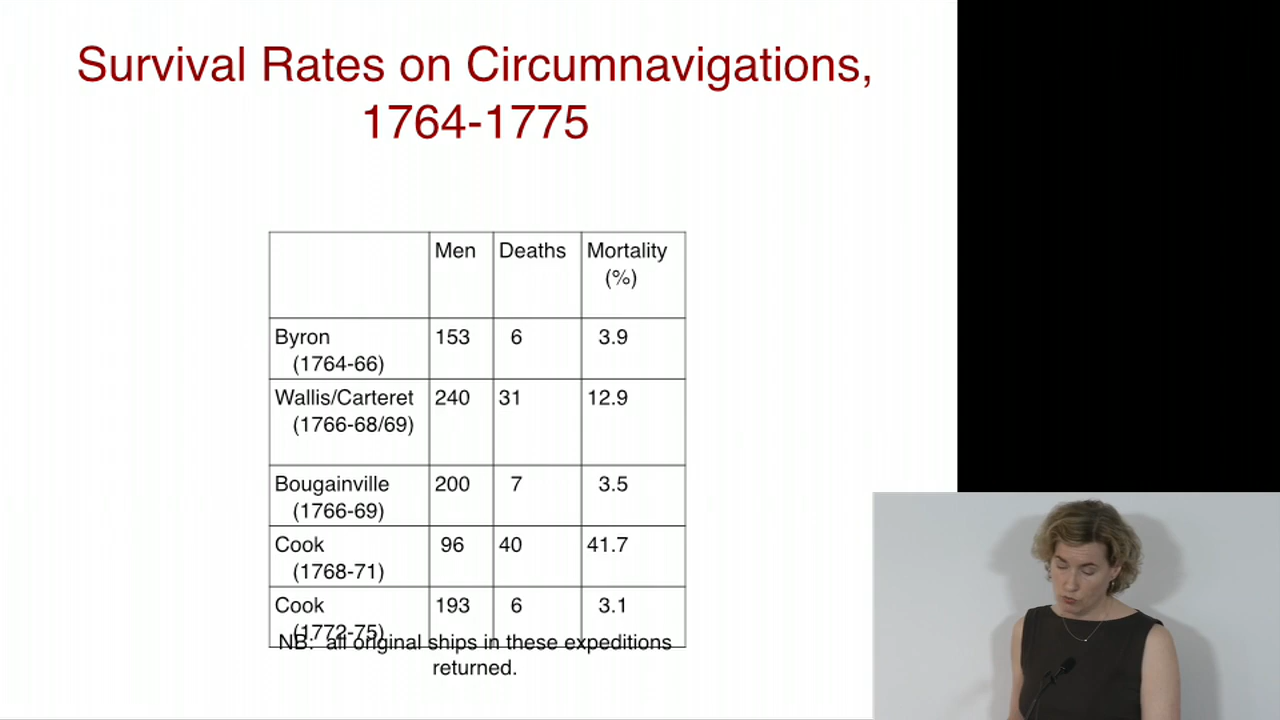 Survival Rates on Circumnavigations,
1764-1775
Men Deaths Mortality
(%)
Byron 153 6 3.9
(1764-66)
Wallis/Carteret 240 31 12.9
(1766-68/69)
Bougainville 200 7 3.5
(1766-69)
Cook 96 40 41.7
(1768-71)
Cook 193 6 3.1
(1772-75)
NB: all original ships in these expeditions
returned.